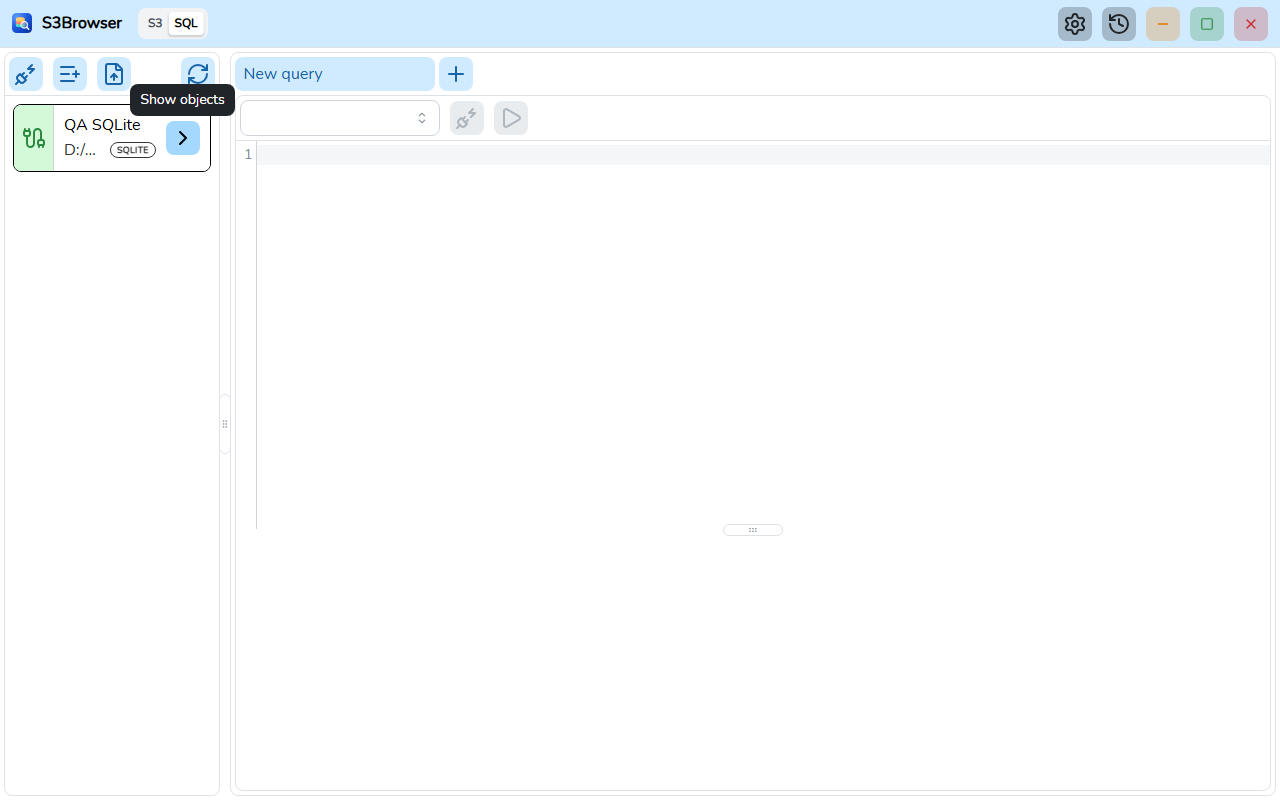 S3Browser
S3 SQL
New query
Show objects
QA SQLite
D:/...
SQLITE
1